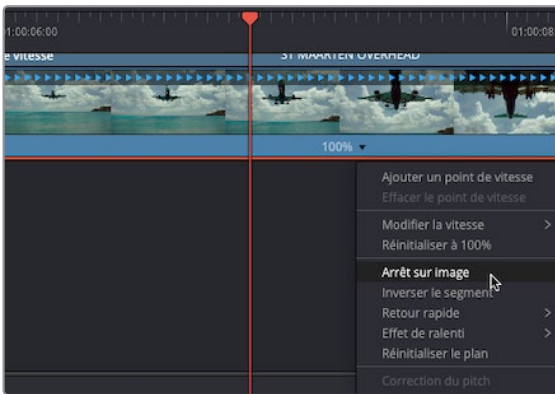 01:00:06:00 01:00:08
e vitesse ST MAARTEN OVERHEAD
100%
Ajouter un point de vitesse
Effacer le point de vitesse
Modifier la vitesse >
Réinitialiser à 100%
Arrêt sur image
Inverser le segment
Retour rapide >
Effet de ralenti >
Réinitialiser le plan
Correction du pitch